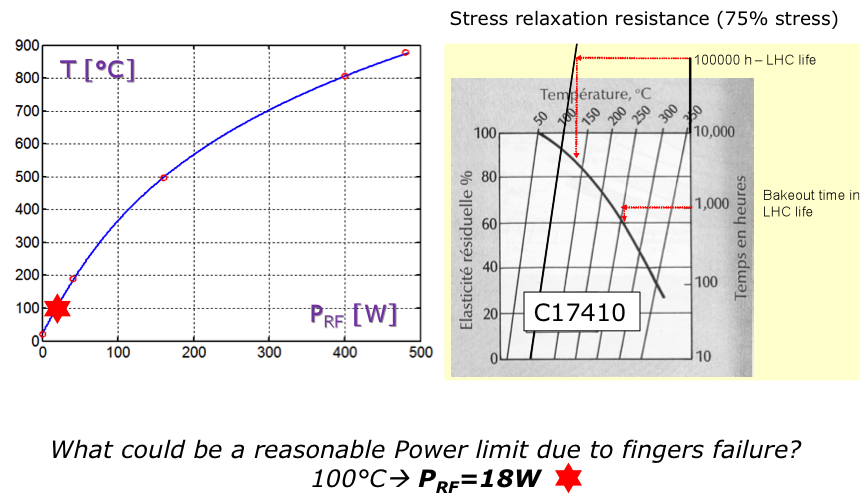 Stress relaxation resistance (75% stress)
900
800
700
600
500
400
300
200
100
0
T [°C]
P_RF [W]
0 100 200 300 400 500
100000 h – LHC life
Température, °C
50 100 150 200 250 300 350
100
80
60
40
20
0
Elasticité résiduelle %
10,000
1,000
100
10
Temps en heures
Bakeout time in
LHC life
C17410
What could be a reasonable Power limit due to fingers failure?
100°C→ P_RF=18W